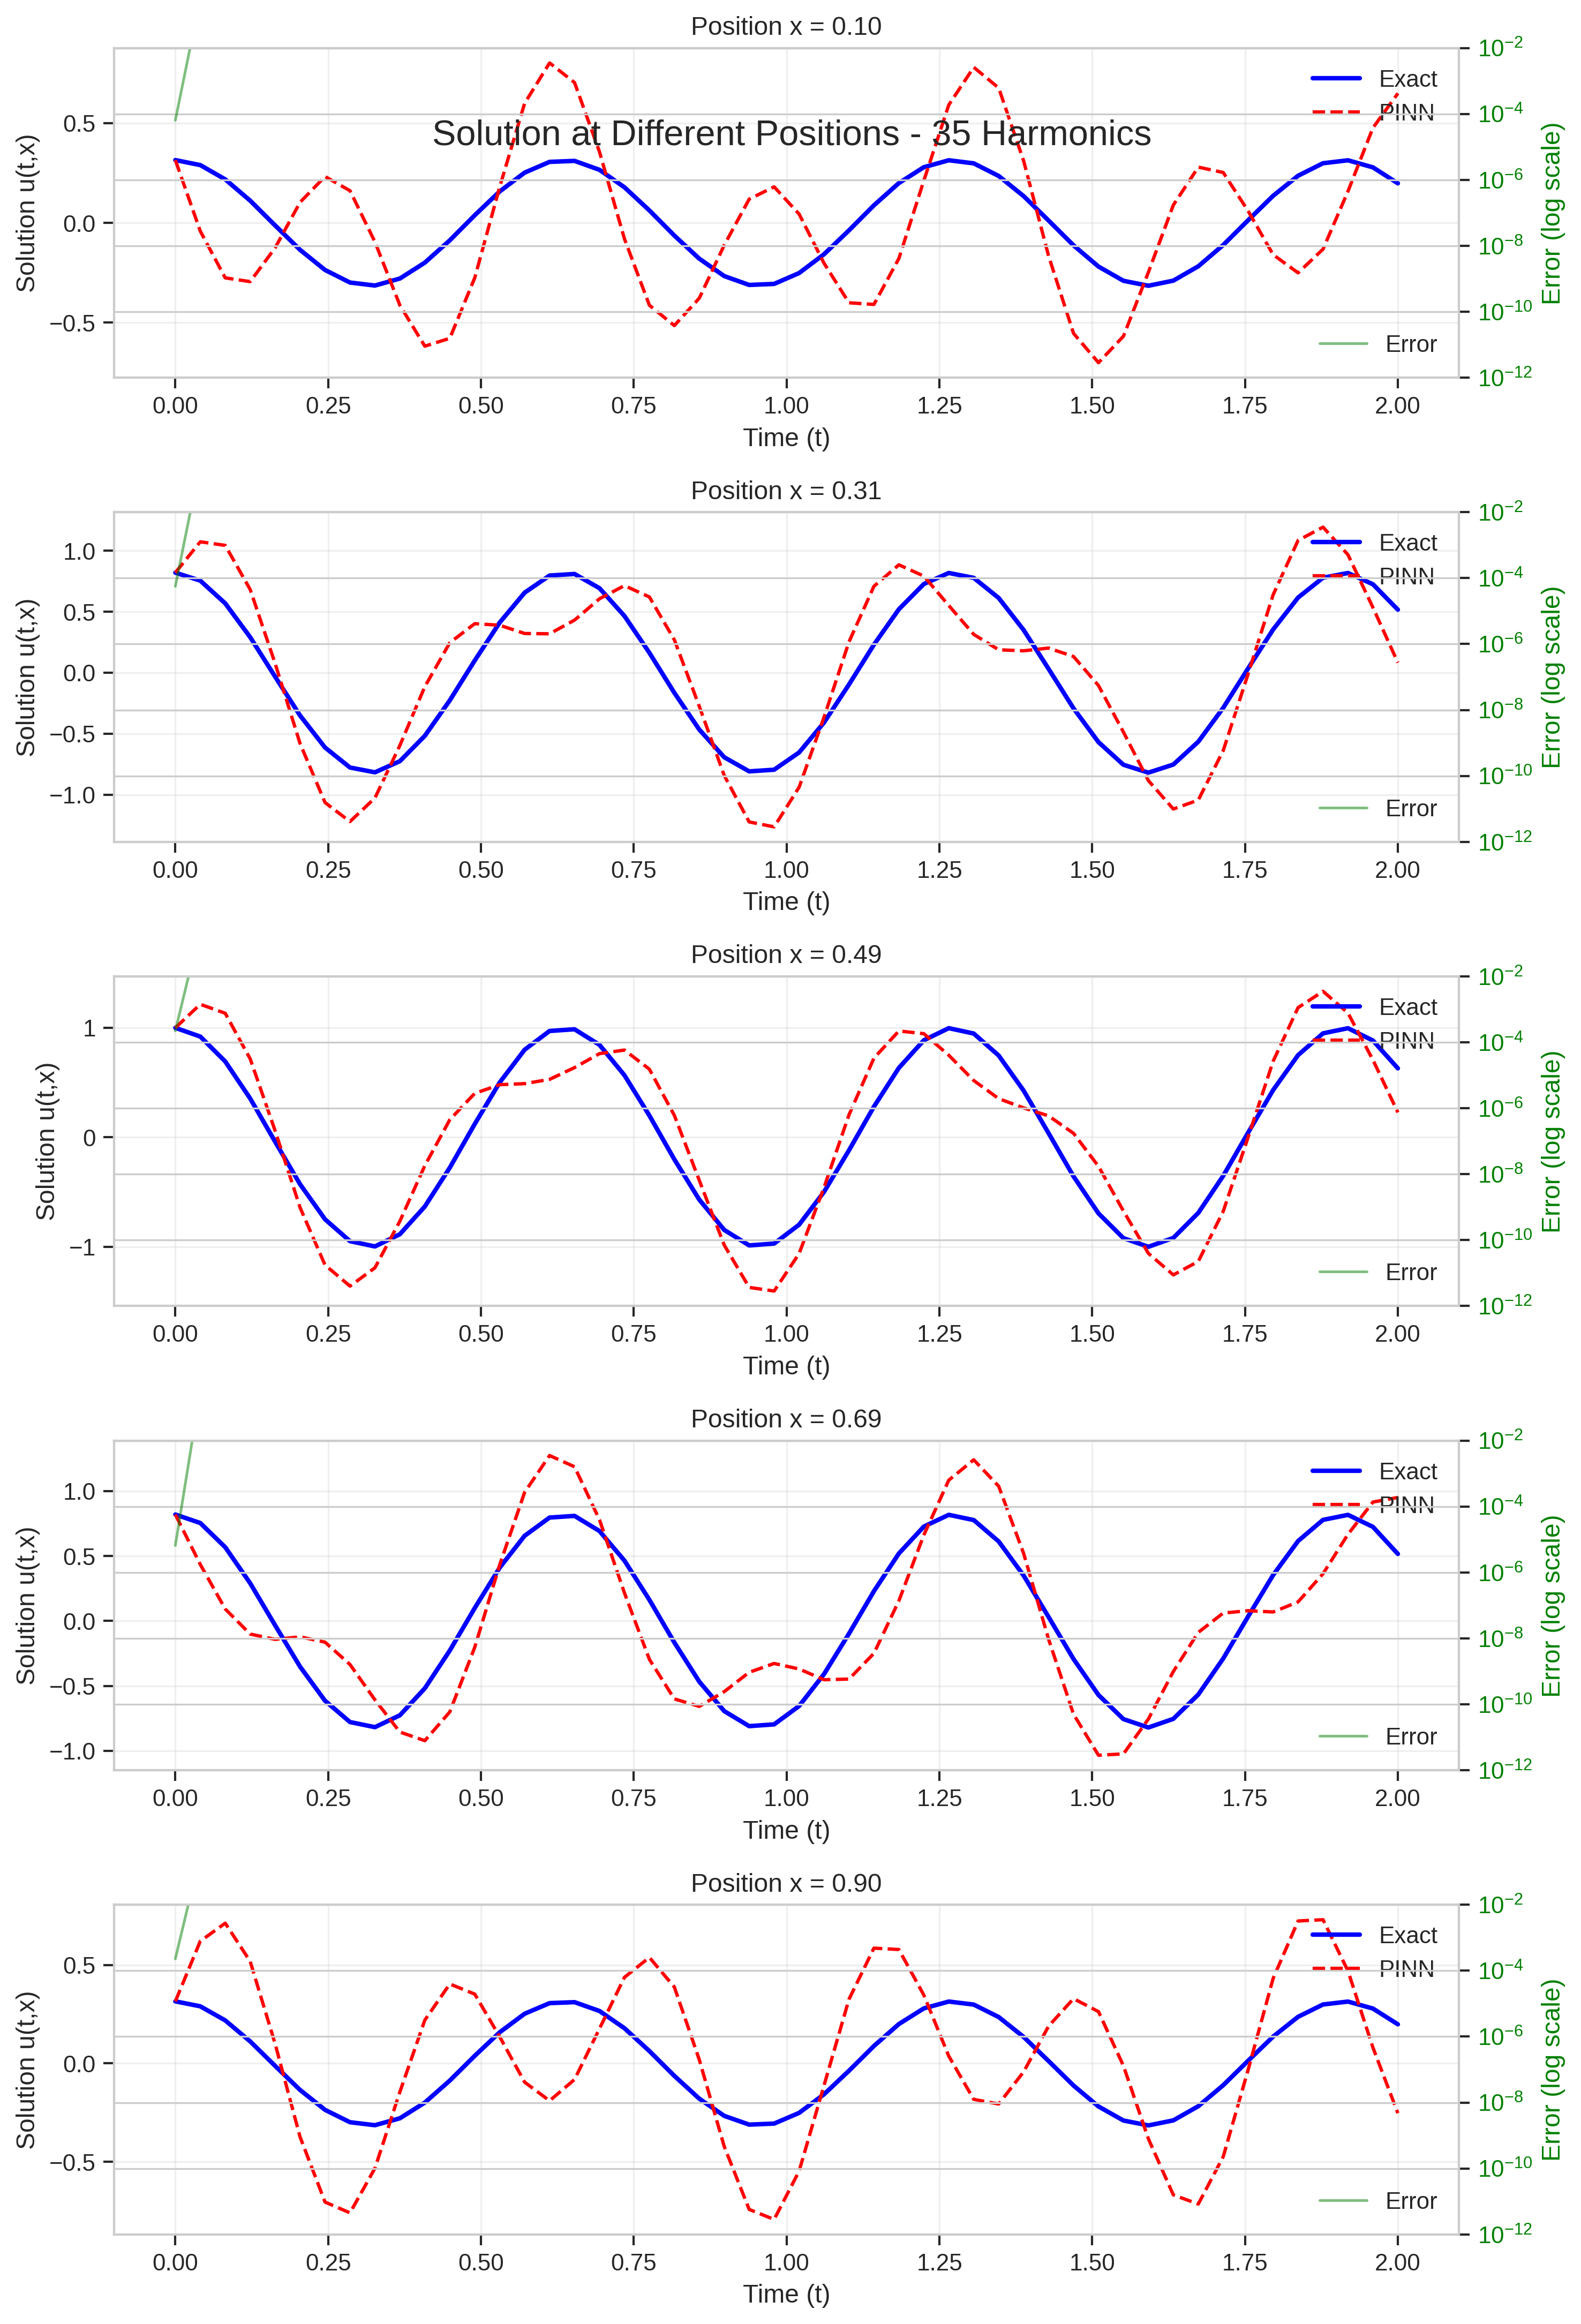 Position x = 0.10
Solution at Different Positions - 35 Harmonics
Solution u(t,x)
0.5
0.0
−0.5
Exact
PINN
Error
10⁻²
10⁻⁴
10⁻⁶
10⁻⁸
10⁻¹⁰
10⁻¹²
Error (log scale)
0.00 0.25 0.50 0.75 1.00 1.25 1.50 1.75 2.00
Time (t)
Position x = 0.31
Solution u(t,x)
1.0
0.5
0.0
−0.5
−1.0
Exact
PINN
Error
10⁻²
10⁻⁴
10⁻⁶
10⁻⁸
10⁻¹⁰
10⁻¹²
Error (log scale)
0.00 0.25 0.50 0.75 1.00 1.25 1.50 1.75 2.00
Time (t)
Position x = 0.49
Solution u(t,x)
1
0
−1
Exact
PINN
Error
10⁻²
10⁻⁴
10⁻⁶
10⁻⁸
10⁻¹⁰
10⁻¹²
Error (log scale)
0.00 0.25 0.50 0.75 1.00 1.25 1.50 1.75 2.00
Time (t)
Position x = 0.69
Solution u(t,x)
1.0
0.5
0.0
−0.5
−1.0
Exact
PINN
Error
10⁻²
10⁻⁴
10⁻⁶
10⁻⁸
10⁻¹⁰
10⁻¹²
Error (log scale)
0.00 0.25 0.50 0.75 1.00 1.25 1.50 1.75 2.00
Time (t)
Position x = 0.90
Solution u(t,x)
0.5
0.0
−0.5
Exact
PINN
Error
10⁻²
10⁻⁴
10⁻⁶
10⁻⁸
10⁻¹⁰
10⁻¹²
Error (log scale)
0.00 0.25 0.50 0.75 1.00 1.25 1.50 1.75 2.00
Time (t)